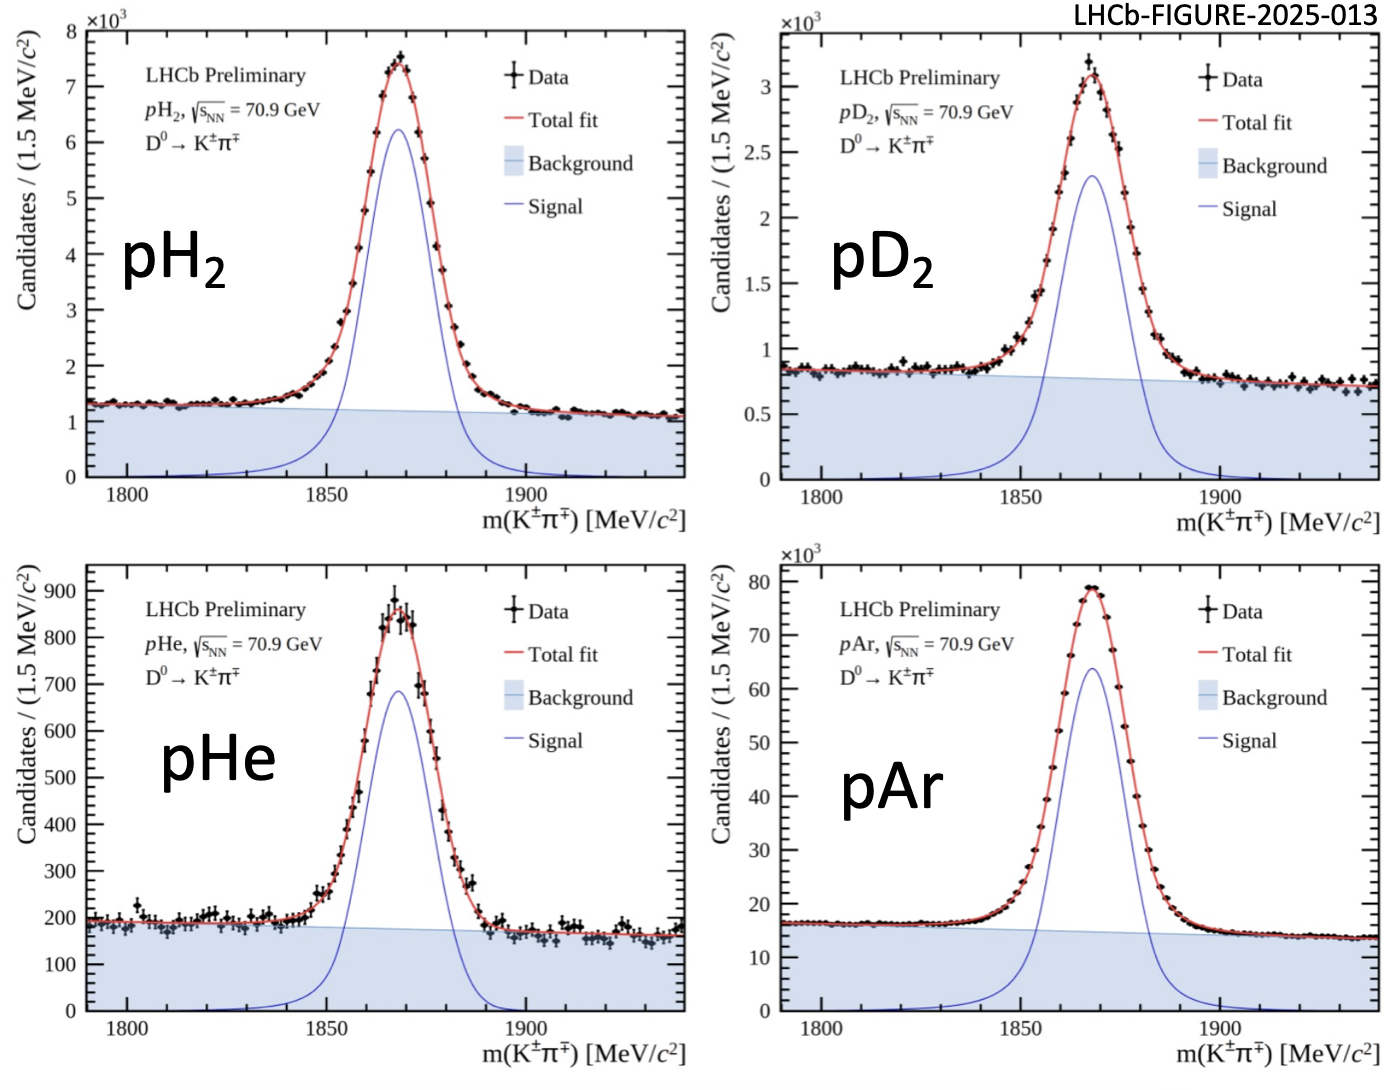 LHCb-FIGURE-2025-013
×10³
8
7
6
5
4
3
2
1
0
Candidates / (1.5 MeV/c²)
LHCb Preliminary
pH₂, √sNN = 70.9 GeV
D⁰→ K±π∓
Data
Total fit
Background
Signal
pH₂
1800 1850 1900
m(K±π∓) [MeV/c²]
×10³
3
2.5
2
1.5
1
0.5
0
Candidates / (1.5 MeV/c²)
LHCb Preliminary
pD₂, √sNN = 70.9 GeV
D⁰→ K±π∓
Data
Total fit
Background
Signal
pD₂
1800 1850 1900
m(K±π∓) [MeV/c²]
900
800
700
600
500
400
300
200
100
0
Candidates / (1.5 MeV/c²)
LHCb Preliminary
pHe, √sNN = 70.9 GeV
D⁰→ K±π∓
Data
Total fit
Background
Signal
pHe
1800 1850 1900
m(K±π∓) [MeV/c²]
×10³
80
70
60
50
40
30
20
10
0
Candidates / (1.5 MeV/c²)
LHCb Preliminary
pAr, √sNN = 70.9 GeV
D⁰→ K±π∓
Data
Total fit
Background
Signal
pAr
1800 1850 1900
m(K±π∓) [MeV/c²]